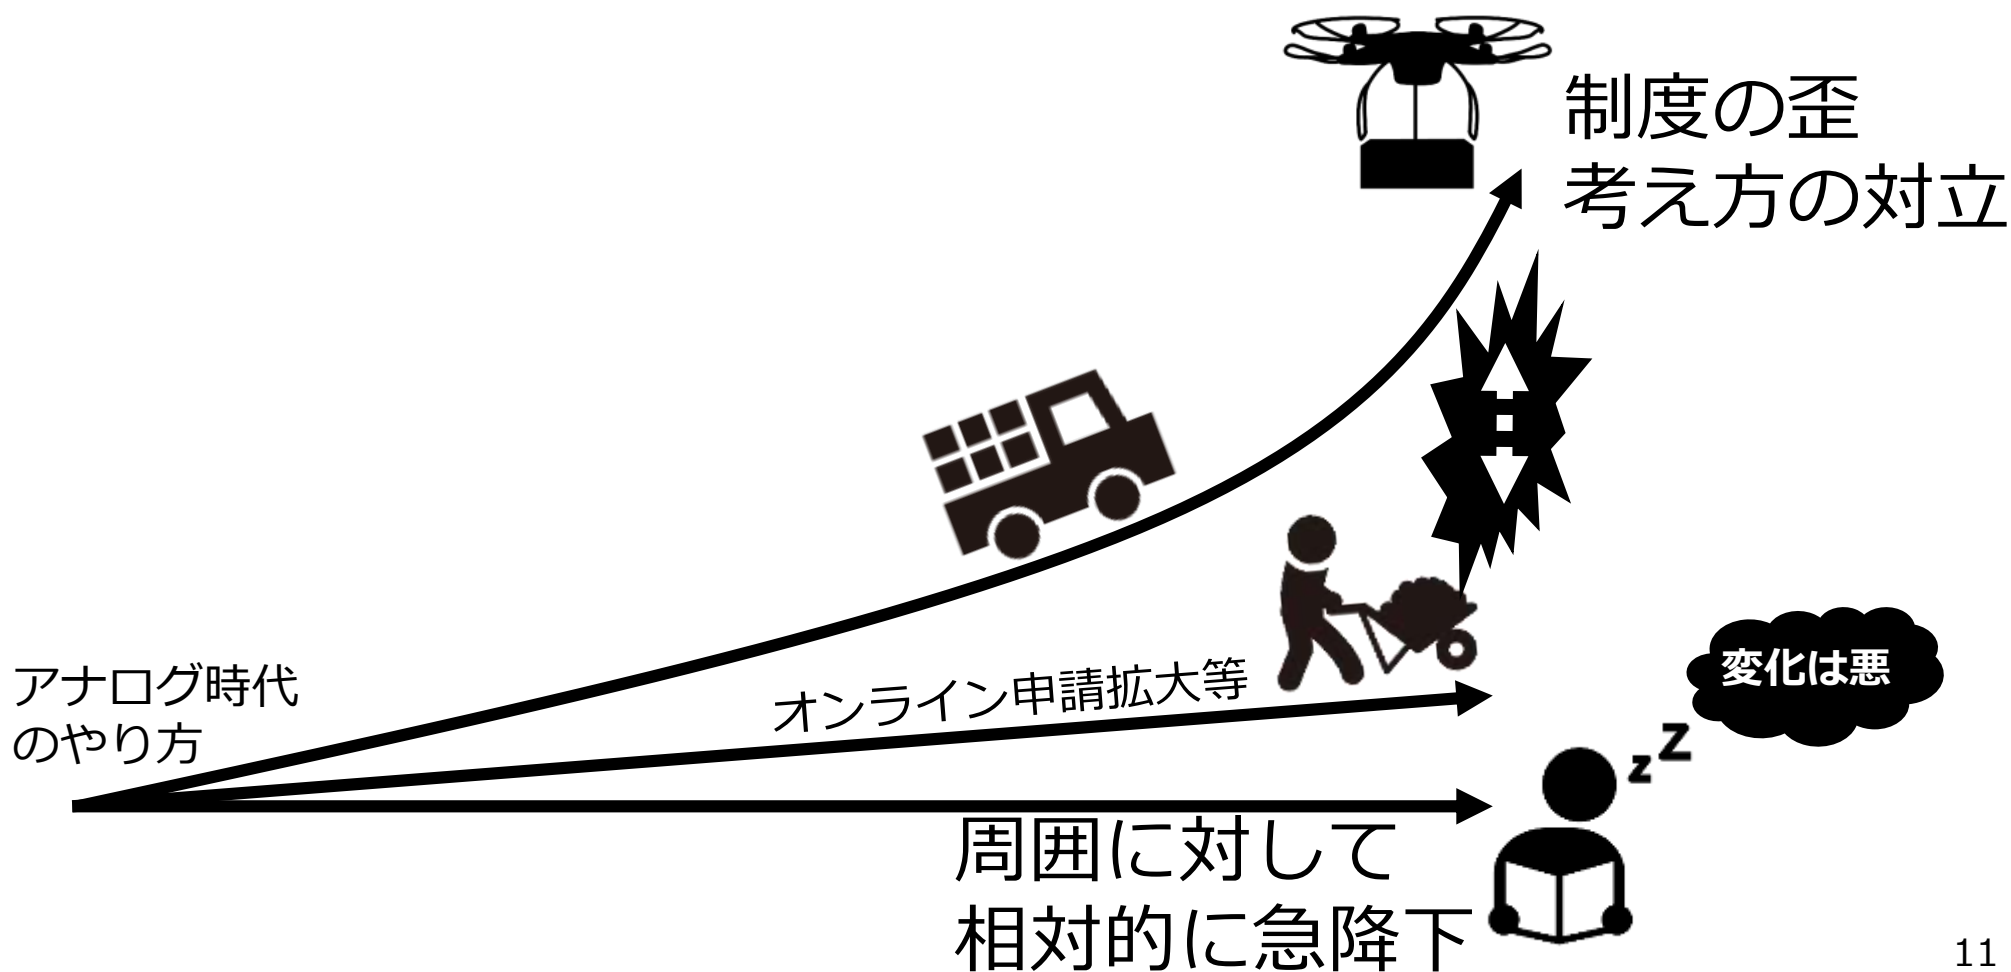 制度の歪
考え方の対立
アナログ時代
のやり方
オンライン申請拡大等
変化は悪
zZ
周囲に対して
相対的に急降下
11